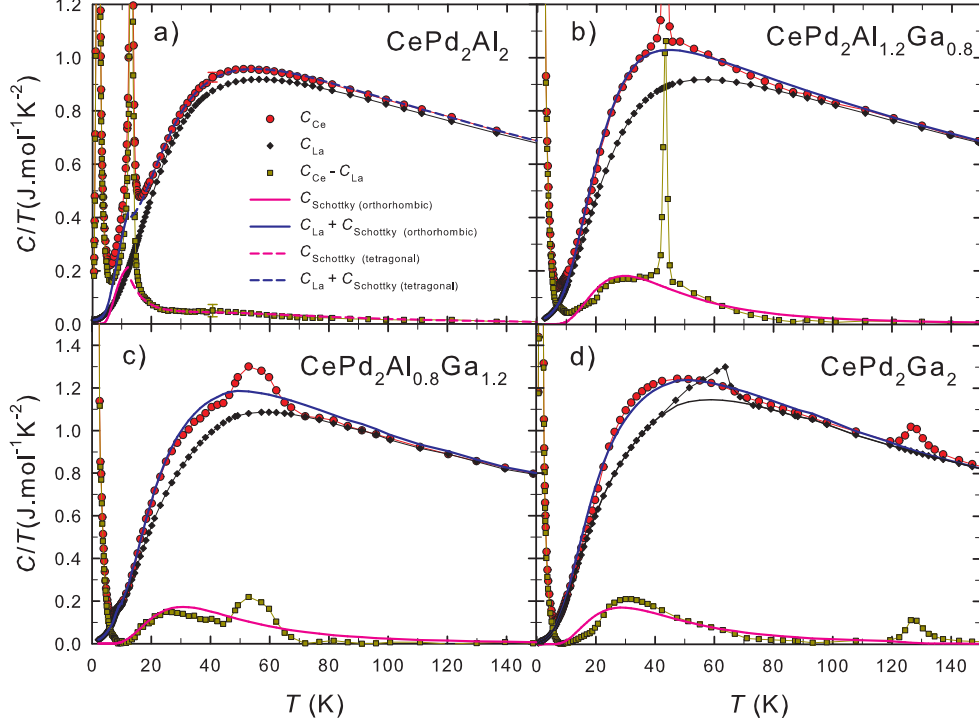 a)
CePd₂Al₂
C/T(J.mol⁻¹K⁻²)
1.2
1.0
0.8
0.6
0.4
0.2
0.0
C_Ce
C_La
C_Ce - C_La
C_Schottky (orthorhombic)
C_La + C_Schottky (orthorhombic)
C_Schottky (tetragonal)
C_La + C_Schottky (tetragonal)
b)
CePd₂Al₁.₂Ga₀.₈
c)
CePd₂Al₀.₈Ga₁.₂
C/T(J.mol⁻¹K⁻²)
1.4
1.2
1.0
0.8
0.6
0.4
0.2
0.0
0 20 40 60 80 100 120 140
T (K)
d)
CePd₂Ga₂
0 20 40 60 80 100 120 140
T (K)